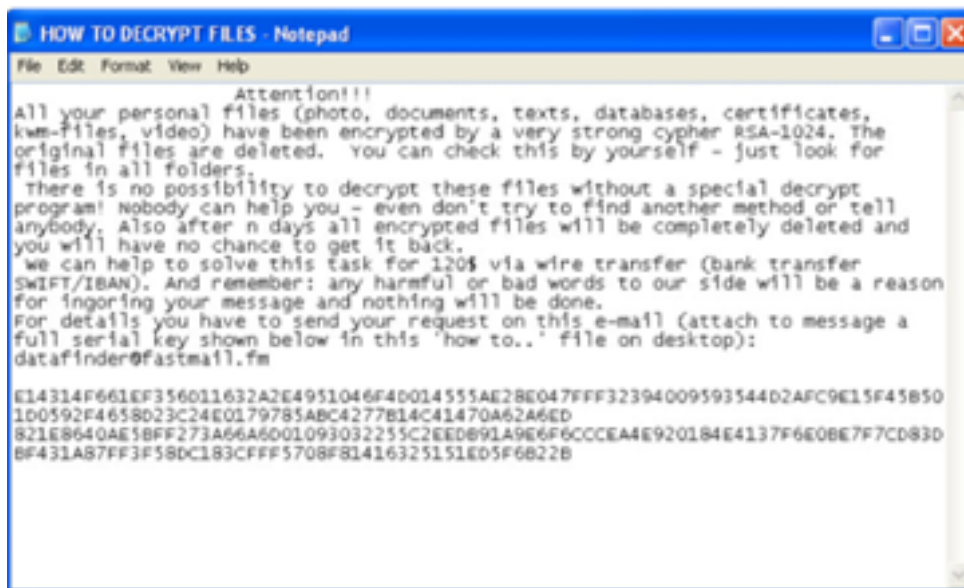 HOW TO DECRYPT FILES - Notepad
File Edit Format View Help
Attention!!!
All your personal files (photo, documents, texts, databases, certificates,
kwm-files, video) have been encrypted by a very strong cypher RSA-1024. The
original files are deleted. You can check this by yourself - just look for
files in all folders.
There is no possibility to decrypt these files without a special decrypt
program! Nobody can help you - even don't try to find another method or tell
anybody. Also after n days all encrypted files will be completely deleted and
you will have no chance to get it back.
We can help to solve this task for 120$ via wire transfer (bank transfer
SWIFT/IBAN). And remember: any harmful or bad words to our side will be a reason
for ingoring your message and nothing will be done.
For details you have to send your request on this e-mail (attach to message a
full serial key shown below in this 'how to..' file on desktop):
datafinder@fastmail.fm
E14314F661EF356D11632A2E4951046F4D014555AE28E047FFF32394009593544D2AFC9E15F45B50
1D0592F4658D23C24E0179785ABC4277B14C41470A62A6ED
821E8640AE5BFF273A66A6D01093032255C2EEDB91A9E6F6CCCEA4E920184E4137F6E0BE7F7CD83D
BF431A87FF3F58DC183CFFF5708F81416325151ED5F6B22B